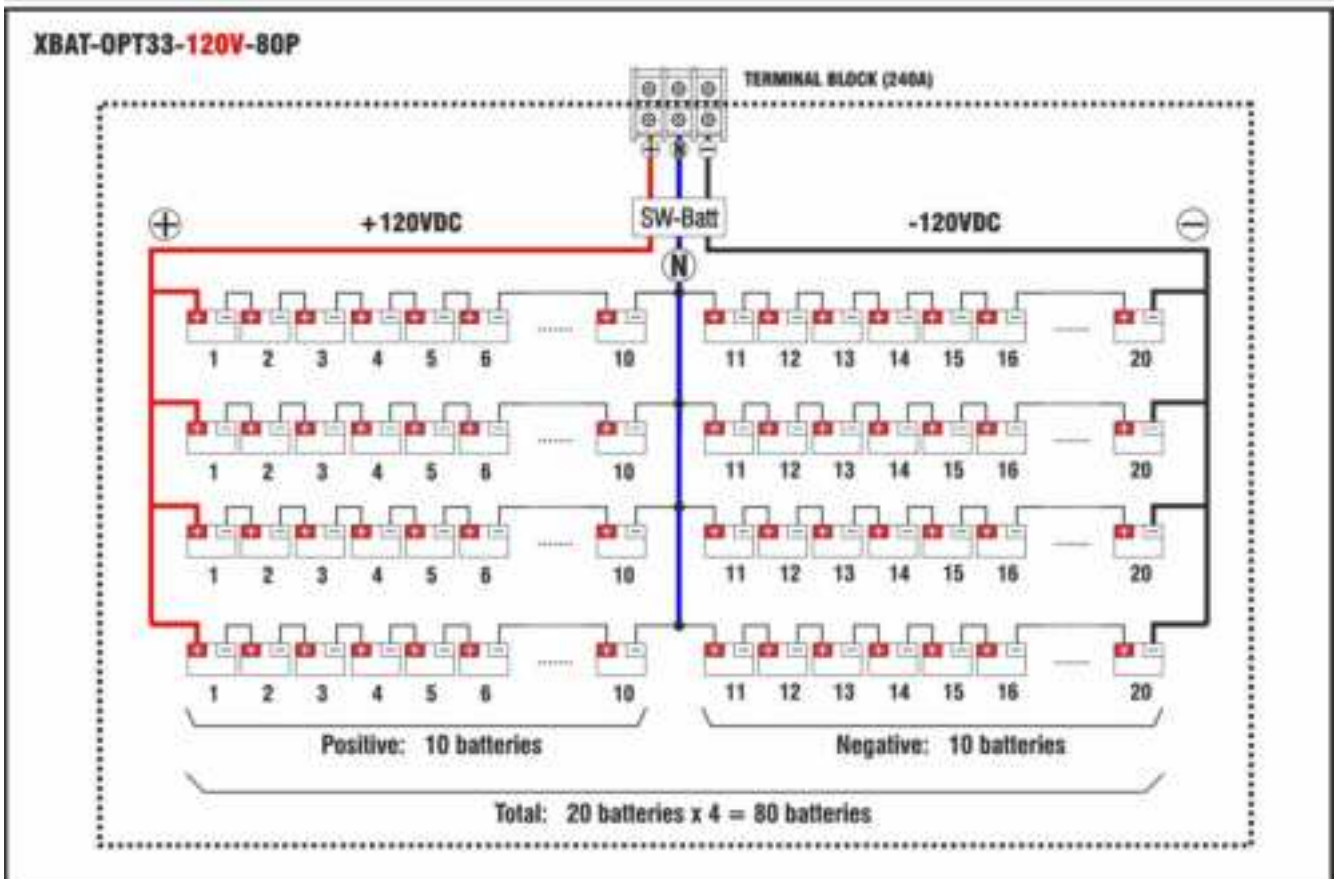 XBAT-OPT33-120V-80P
TERMINAL BLOCK (240A)
+ N −
SW-Batt
+ +120VDC -120VDC −
N
+ − + − + − + − + − + − ...... + − + − + − + − + − + − + − ...... + −
1 2 3 4 5 6 10 11 12 13 14 15 16 20
+ − + − + − + − + − + − ...... + − + − + − + − + − + − + − ...... + −
1 2 3 4 5 6 10 11 12 13 14 15 16 20
+ − + − + − + − + − + − ...... + − + − + − + − + − + − + − ...... + −
1 2 3 4 5 6 10 11 12 13 14 15 16 20
+ − + − + − + − + − + − ...... + − + − + − + − + − + − + − ...... + −
1 2 3 4 5 6 10 11 12 13 14 15 16 20
Positive: 10 batteries Negative: 10 batteries
Total: 20 batteries x 4 = 80 batteries